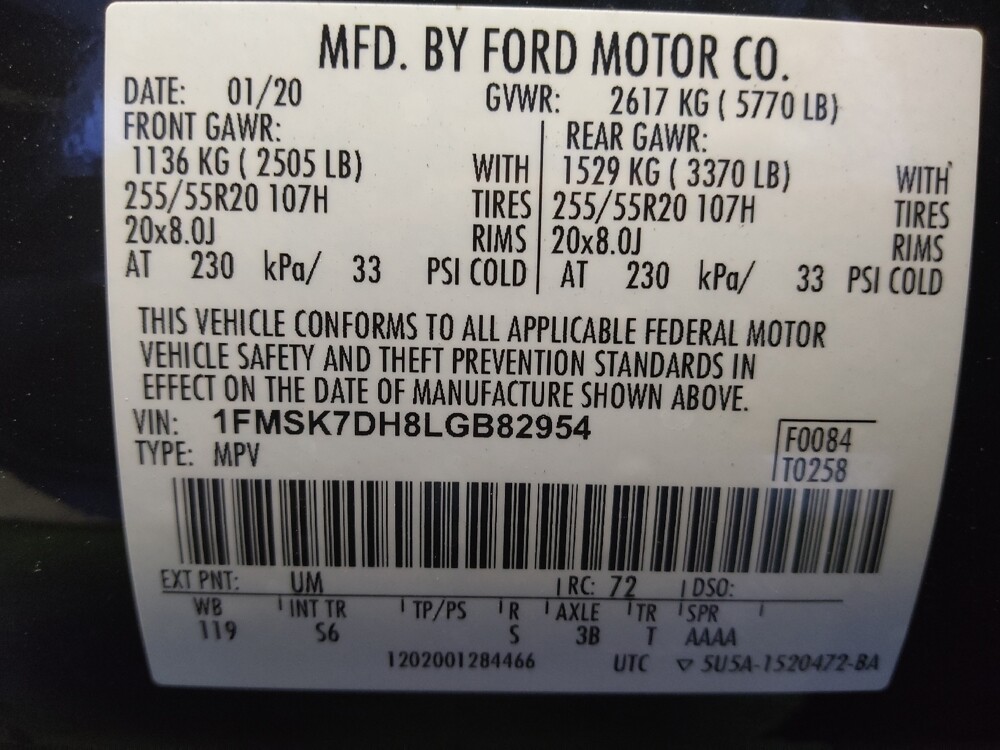 MFD. BY FORD MOTOR CO.
DATE: 01/20 GVWR: 2617 KG ( 5770 LB)
FRONT GAWR: REAR GAWR:
1136 KG ( 2505 LB) WITH 1529 KG ( 3370 LB) WITH
255/55R20 107H TIRES 255/55R20 107H TIRES
20x8.0J RIMS 20x8.0J RIMS
AT 230 kPa/ 33 PSI COLD AT 230 kPa/ 33 PSI COLD
THIS VEHICLE CONFORMS TO ALL APPLICABLE FEDERAL MOTOR
VEHICLE SAFETY AND THEFT PREVENTION STANDARDS IN
EFFECT ON THE DATE OF MANUFACTURE SHOWN ABOVE.
VIN: 1FMSK7DH8LGB82954
TYPE: MPV
F0084
T0258
EXT PNT: UM RC: 72 DSO:
WB INT TR TP/PS R AXLE TR SPR
119 S6 S 3B T AAAA
1202001284466 UTC ▽ 5U5A-1520472-BA